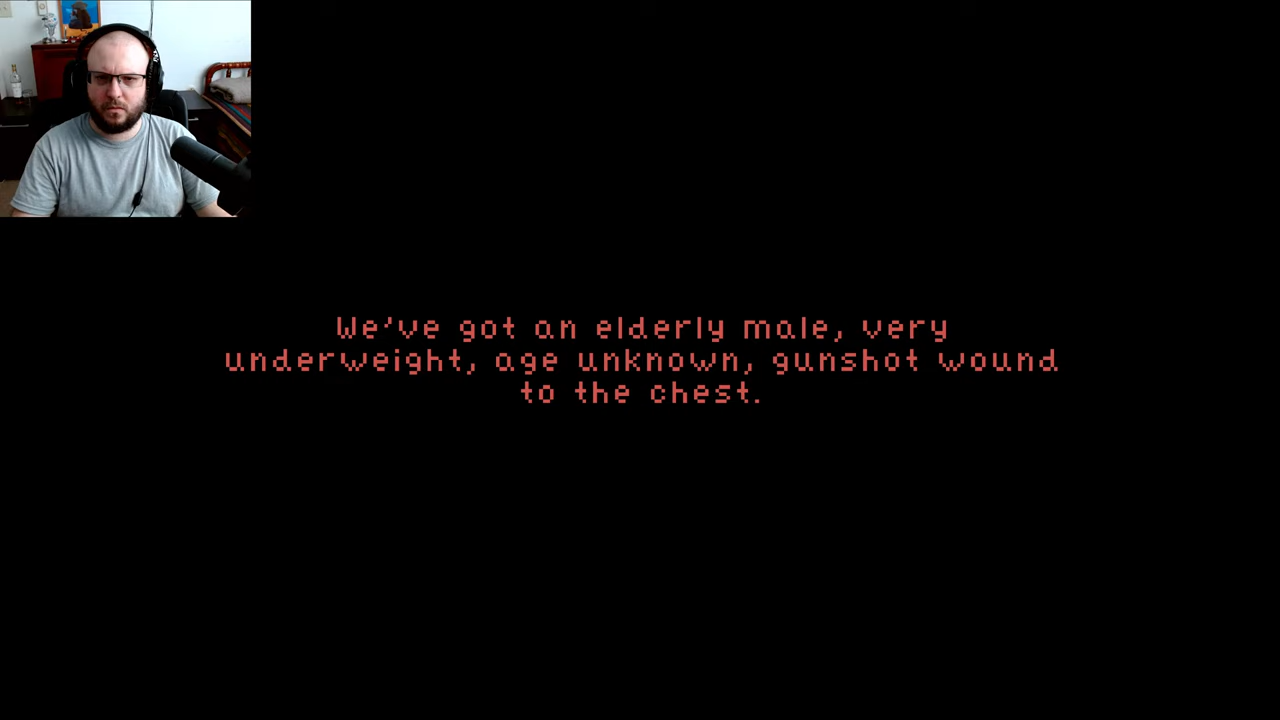 We've got an elderly male, very
underweight, age unknown, gunshot wound
to the chest.